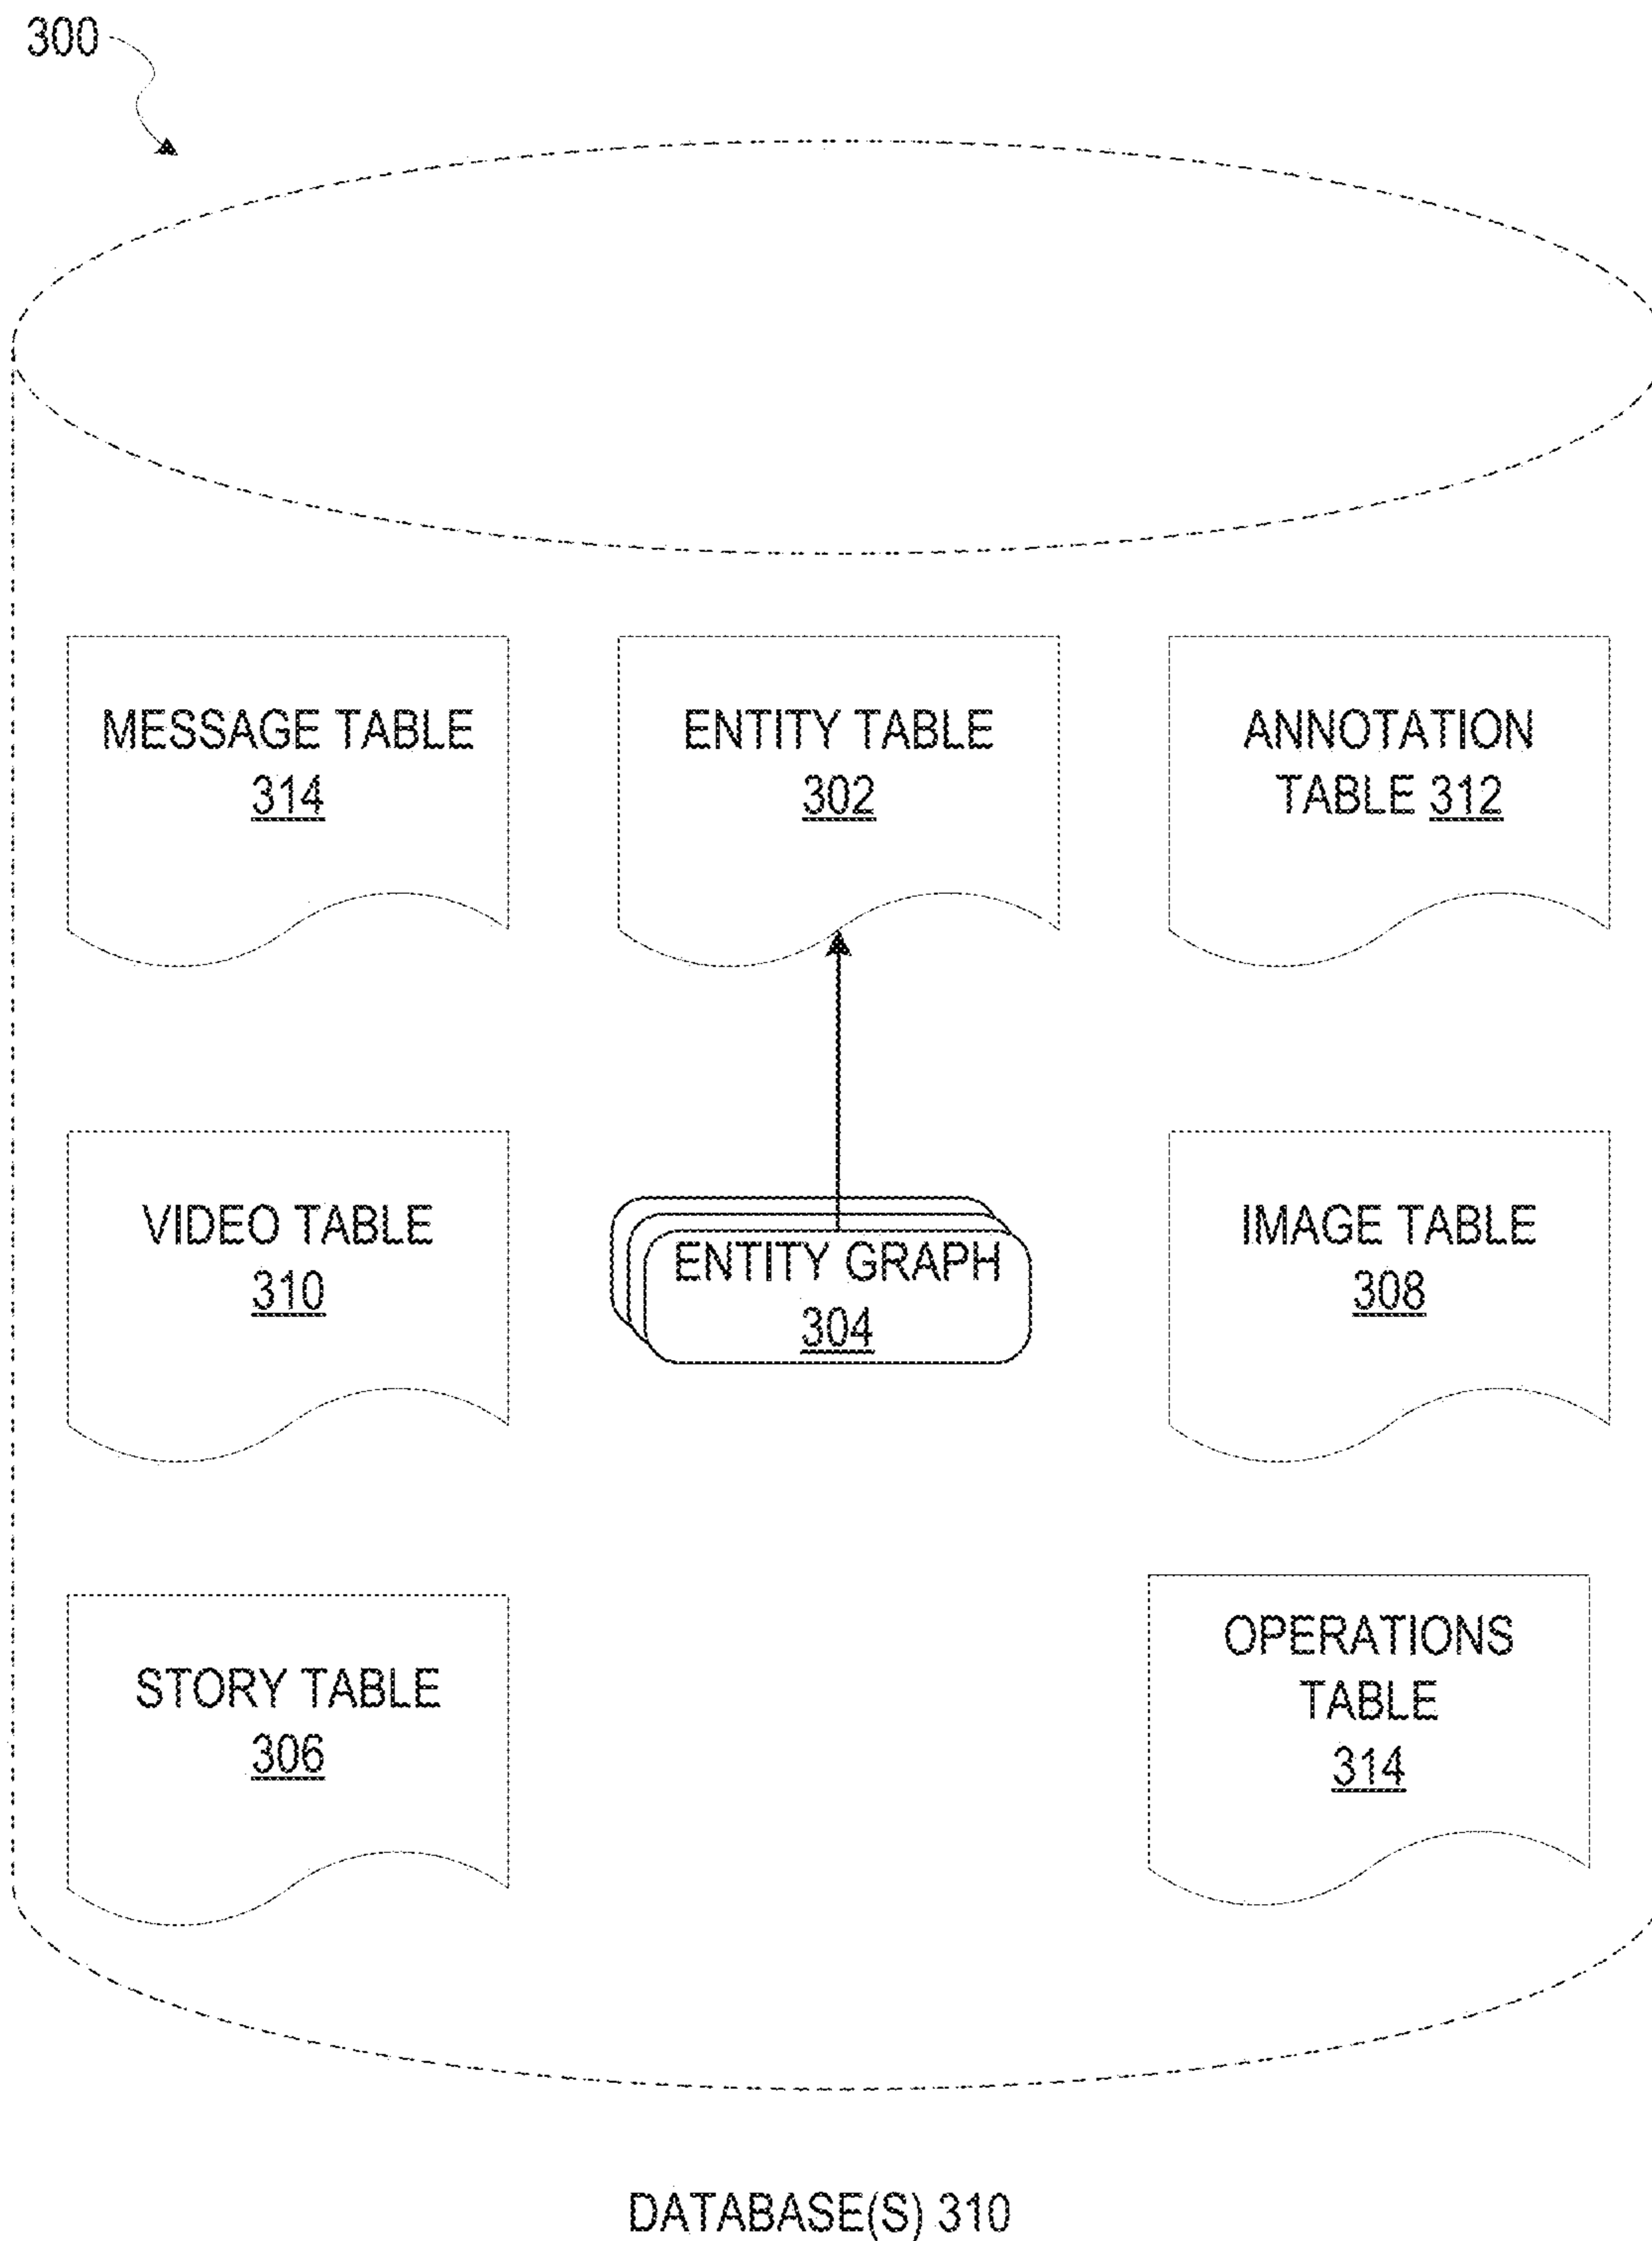 300
MESSAGE TABLE
314
ENTITY TABLE
302
ANNOTATION
TABLE 312
VIDEO TABLE
310
ENTITY GRAPH
304
IMAGE TABLE
308
STORY TABLE
306
OPERATIONS
TABLE
314
DATABASE(S) 310